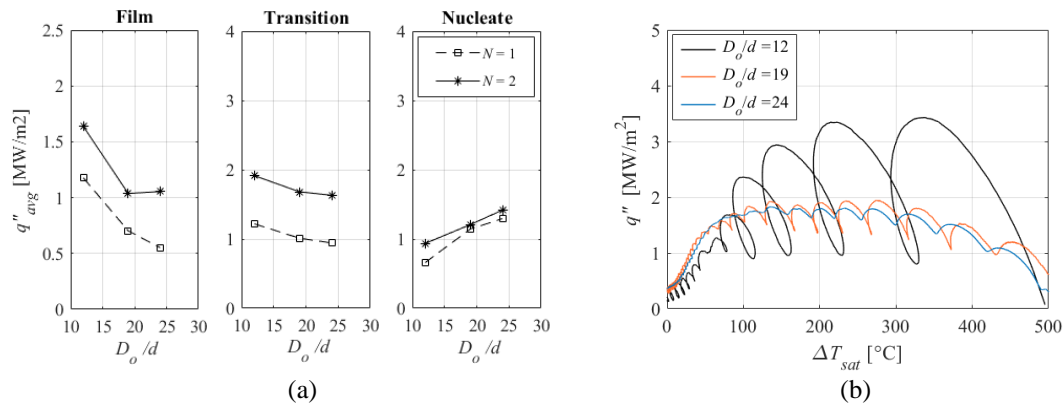 Film
Transition
Nucleate
q″avg [MW/m2]
2.5
2
1.5
1
0.5
0
10 15 20 25 30
Do/d
4
3
2
1
0
10 15 20 25 30
Do/d
4
3
2
1
0
10 15 20 25 30
Do/d
N = 1
N = 2
(a)
q″ [MW/m²]
5
4
3
2
1
0
0 100 200 300 400 500
ΔTsat [°C]
Do/d =12
Do/d =19
Do/d =24
(b)